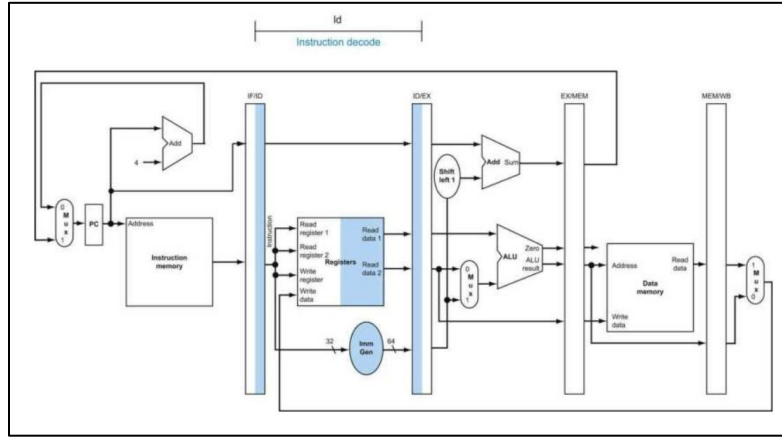 Id
Instruction decode
IF/ID
ID/EX
EX/MEM
MEM/WB
Add
4
Add Sum
Shift
left 1
0
M
u
x
1
PC
Address
Instruction
memory
Instruction
Read
register 1
Read
register 2
Write
register
Write
data
Registers
Read
data 1
Read
data 2
0
M
u
x
1
Zero
ALU
ALU
result
Address
Read
data
Data
memory
Write
data
1
M
u
x
0
32
Imm
Gen
64